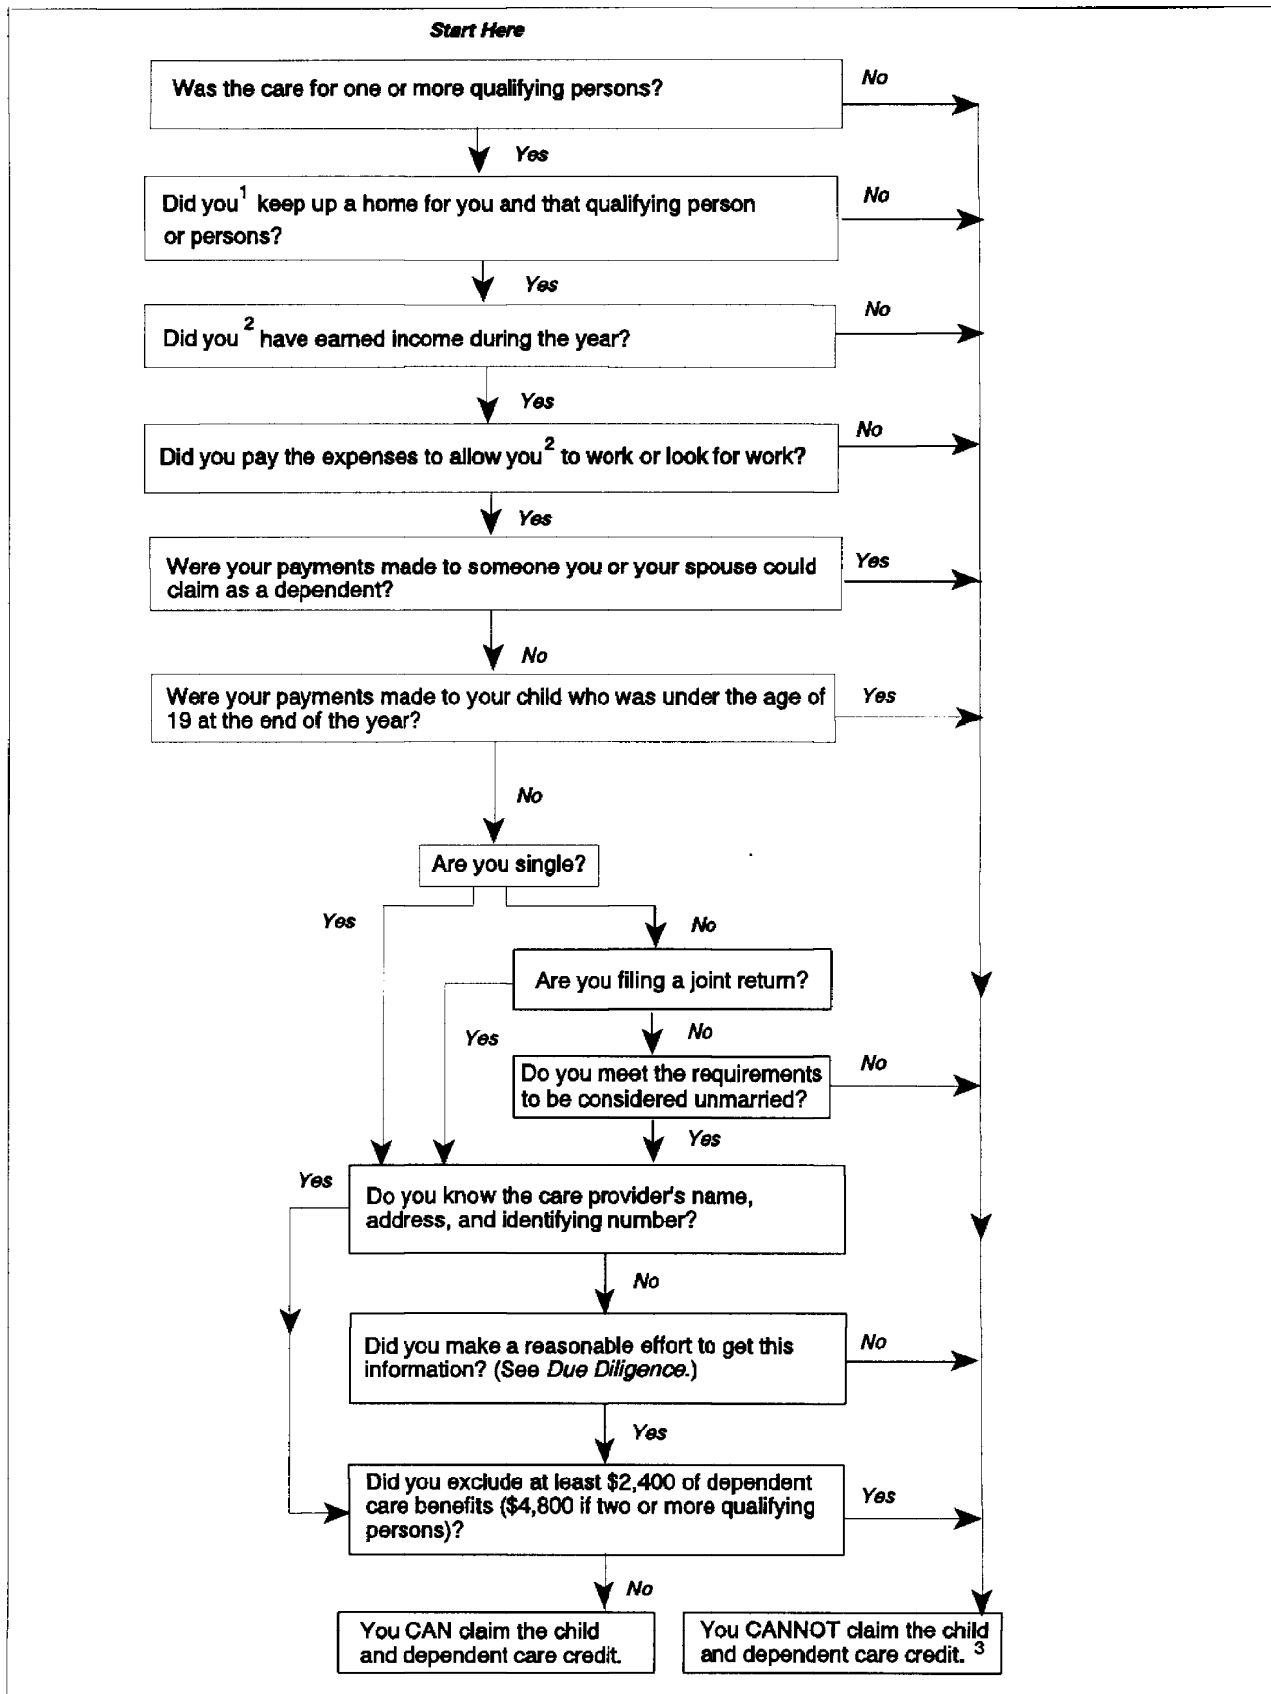 Start Here
Was the care for one or more qualifying persons?
No
Yes
Did you1 keep up a home for you and that qualifying person
or persons?
No
Yes
Did you 2 have earned income during the year?
No
Yes
Did you pay the expenses to allow you2 to work or look for work?
No
Yes
Were your payments made to someone you or your spouse could
claim as a dependent?
Yes
No
Were your payments made to your child who was under the age of
19 at the end of the year?
Yes
No
Are you single?
Yes
No
Are you filing a joint return?
Yes
No
Do you meet the requirements
to be considered unmarried?
No
Yes
Yes
Do you know the care provider's name,
address, and identifying number?
No
Did you make a reasonable effort to get this
information? (See Due Diligence.)
No
Yes
Did you exclude at least $2,400 of dependent
care benefits ($4,800 if two or more qualifying
persons)?
Yes
No
You CAN claim the child
and dependent care credit.
You CANNOT claim the child
and dependent care credit. 3